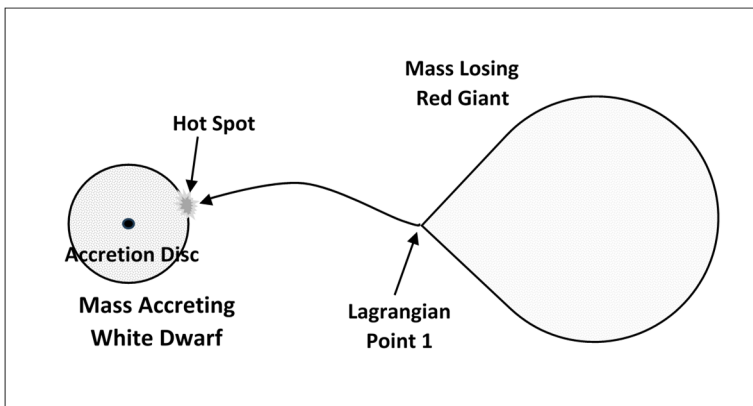 Mass Losing
Red Giant
Hot Spot
Accretion Disc
Mass Accreting
White Dwarf
Lagrangian
Point 1